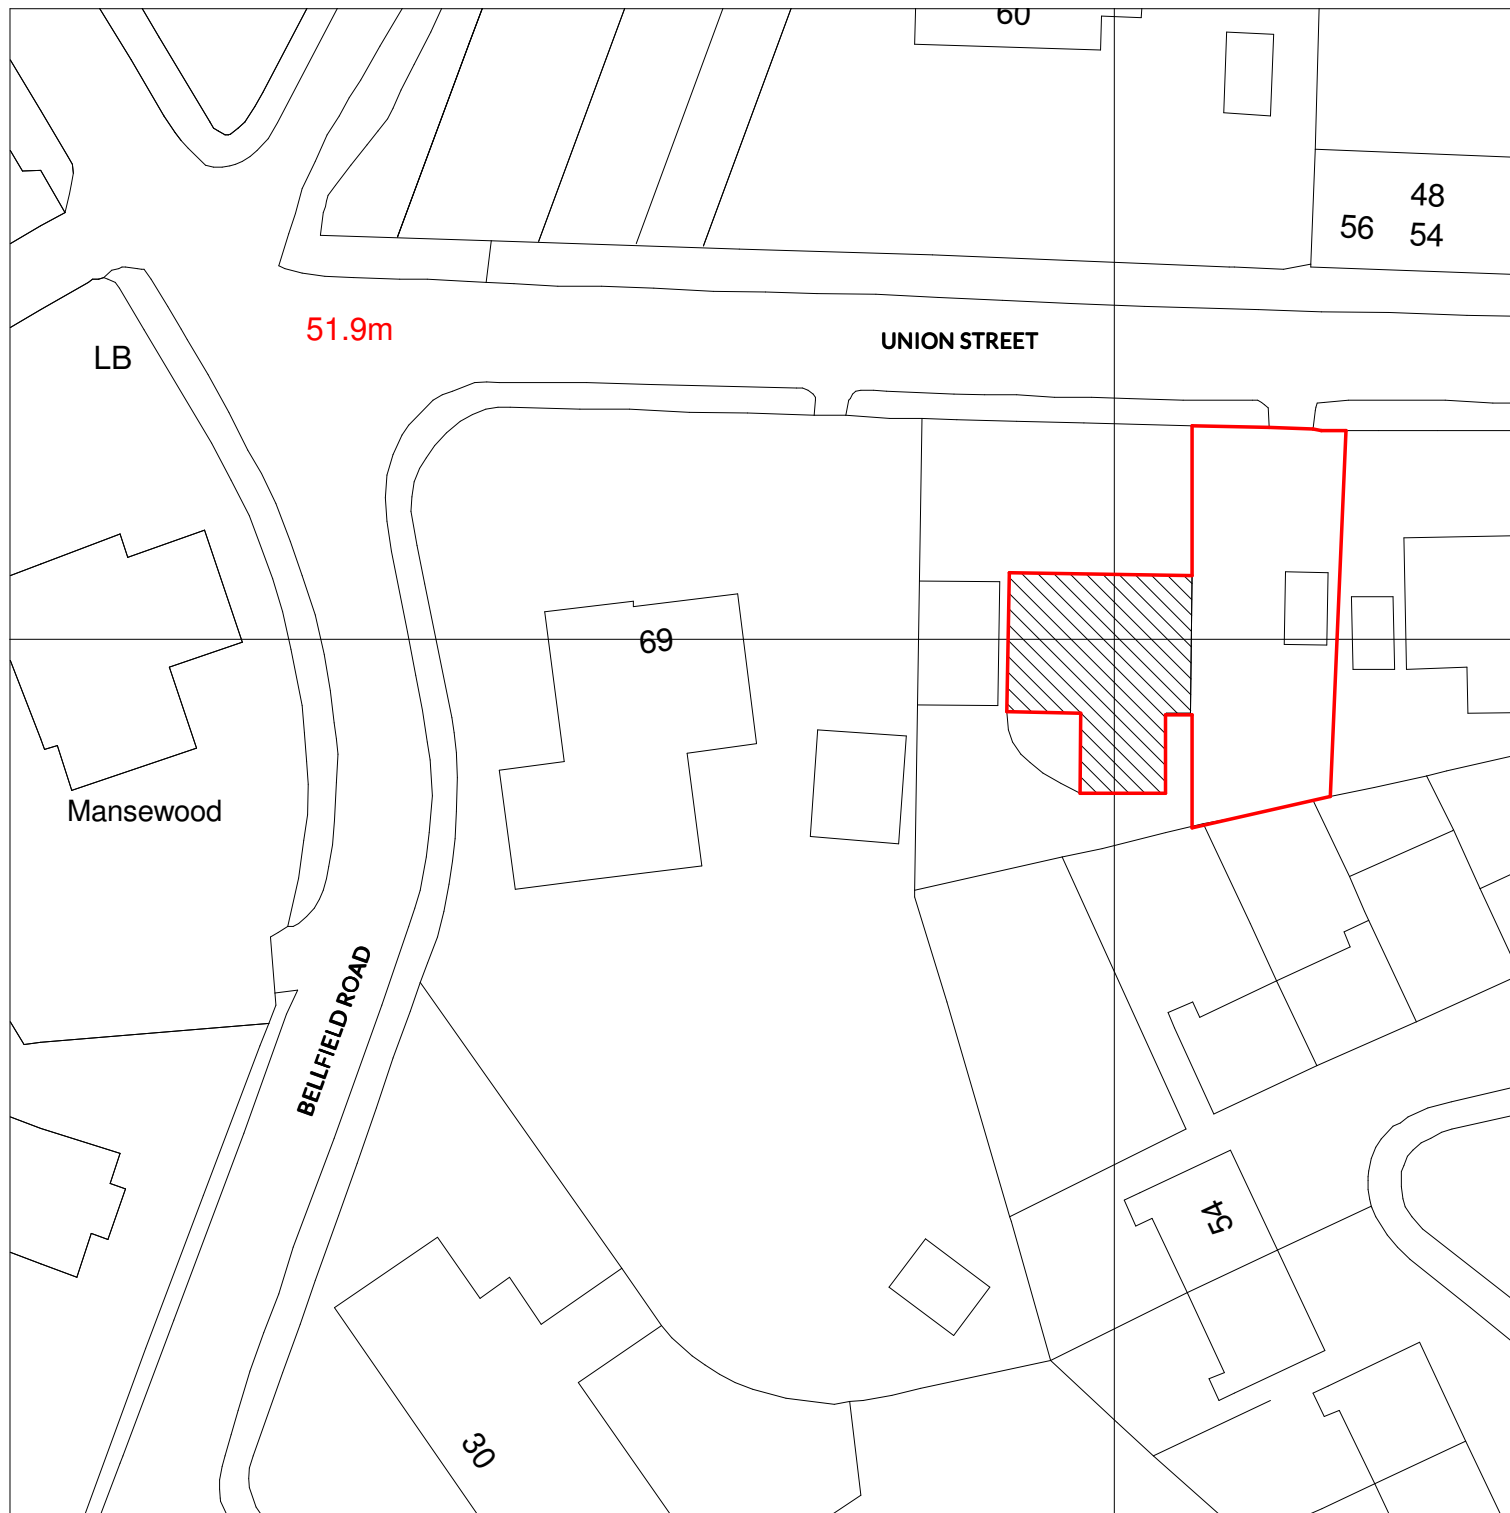 60
48
56 54
51.9m
UNION STREET
LB
69
Mansewood
BELLFIELD ROAD
54
30